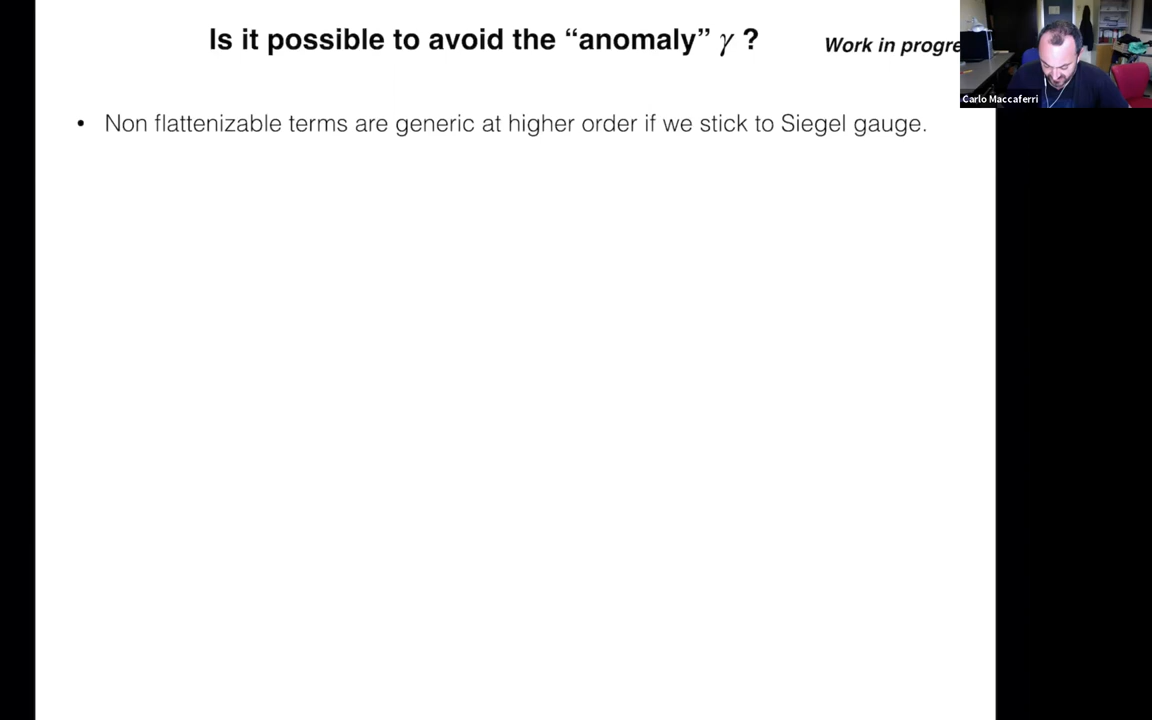 Is it possible to avoid the “anomaly” γ ?
Work in progre
Carlo Maccaferri
• Non flattenizable terms are generic at higher order if we stick to Siegel gauge.